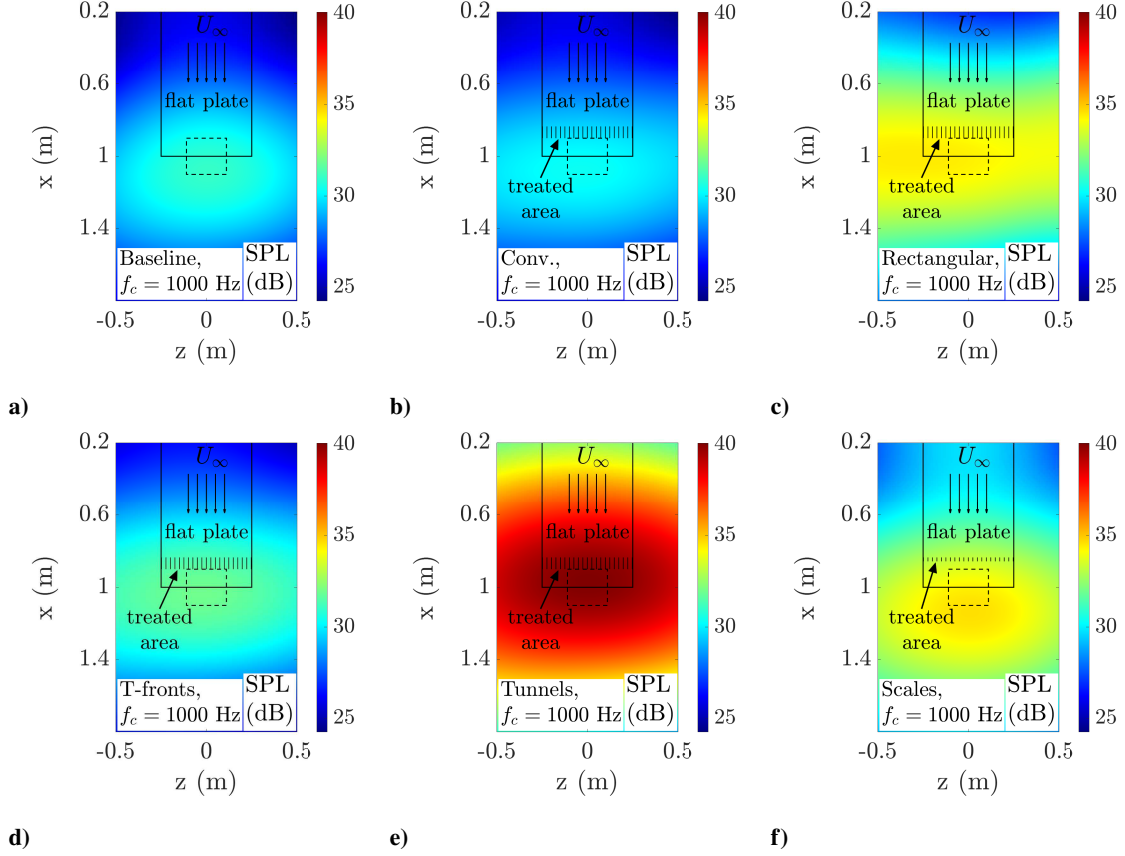 0.2
0.6
1
1.4
x (m)
U∞
flat plate
Baseline,
f_c = 1000 Hz
SPL
(dB)
-0.5
0
0.5
z (m)
40
35
30
25
a)
0.2
0.6
1
1.4
x (m)
U∞
flat plate
treated
area
Conv.,
f_c = 1000 Hz
SPL
(dB)
-0.5
0
0.5
z (m)
40
35
30
25
b)
0.2
0.6
1
1.4
x (m)
U∞
flat plate
treated
area
Rectangular,
f_c = 1000 Hz
SPL
(dB)
-0.5
0
0.5
z (m)
40
35
30
25
c)
0.2
0.6
1
1.4
x (m)
U∞
flat plate
treated
area
T-fronts,
f_c = 1000 Hz
SPL
(dB)
-0.5
0
0.5
z (m)
40
35
30
25
d)
0.2
0.6
1
1.4
x (m)
U∞
flat plate
treated
area
Tunnels,
f_c = 1000 Hz
SPL
(dB)
-0.5
0
0.5
z (m)
40
35
30
25
e)
0.2
0.6
1
1.4
x (m)
U∞
flat plate
treated
area
Scales,
f_c = 1000 Hz
SPL
(dB)
-0.5
0
0.5
z (m)
40
35
30
25
f)